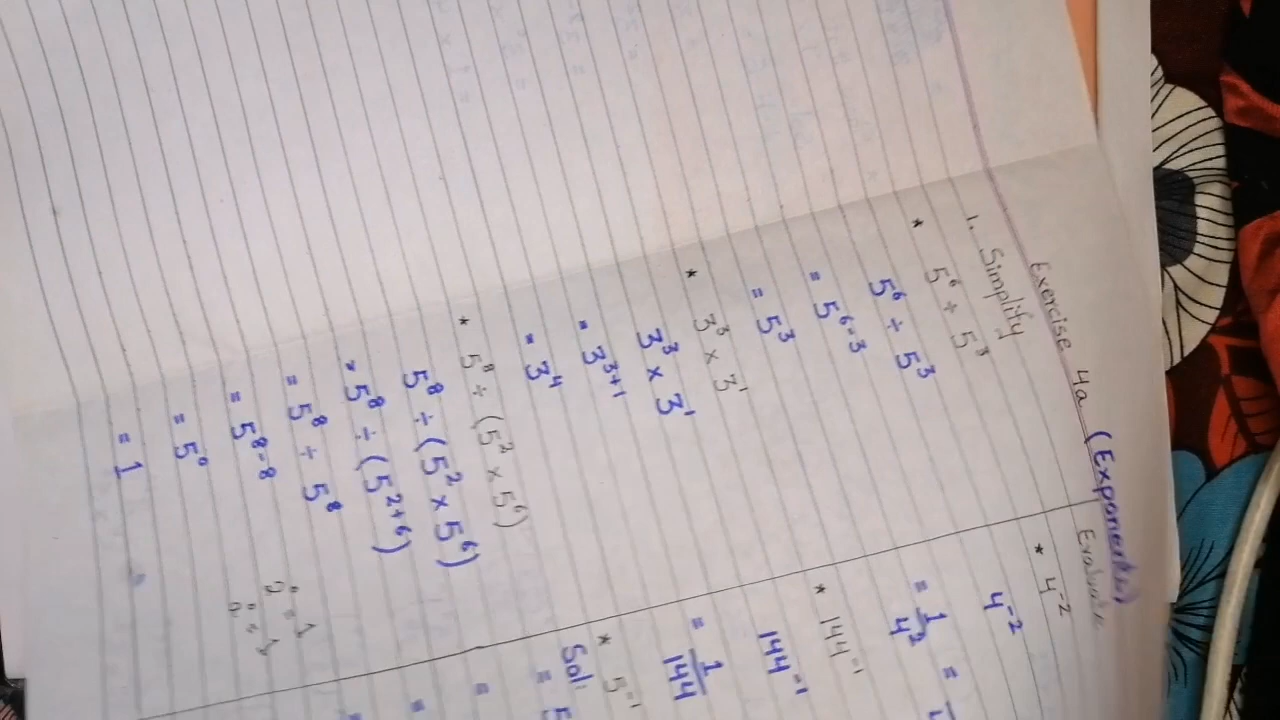 Exercise 4a (Exponents)
1. Simplify
* 5⁶ ÷ 5³
5⁶ ÷ 5³
= 5⁶⁻³
= 5³
* 3³ × 3¹
3³ × 3¹
= 3³⁺¹
= 3⁴
* 5⁸ ÷ (5² × 5⁶)
5⁸ ÷ (5² × 5⁶)
= 5⁸ ÷ (5²⁺⁶)
= 5⁸ ÷ 5⁸
= 5⁸⁻⁸
= 5⁰
= 1
Evaluate
* 4⁻²
4⁻²
= 1/4² =
* 144⁻¹
144⁻¹
= 1/144
* 5⁻¹
Sol:
= 5
=
=